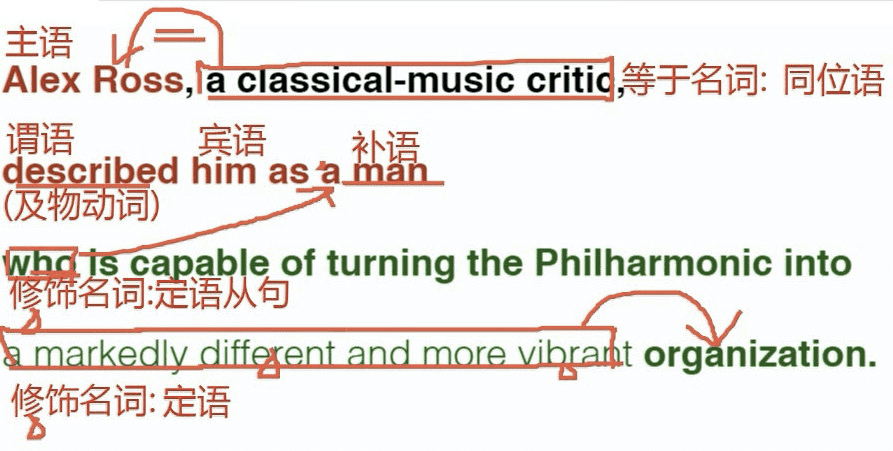 主语
Alex Ross, a classical-music critic, 等于名词: 同位语
谓语 宾语 补语
described him as a man
(及物动词)
who is capable of turning the Philharmonic into
修饰名词:定语从句
a markedly different and more vibrant organization.
修饰名词: 定语